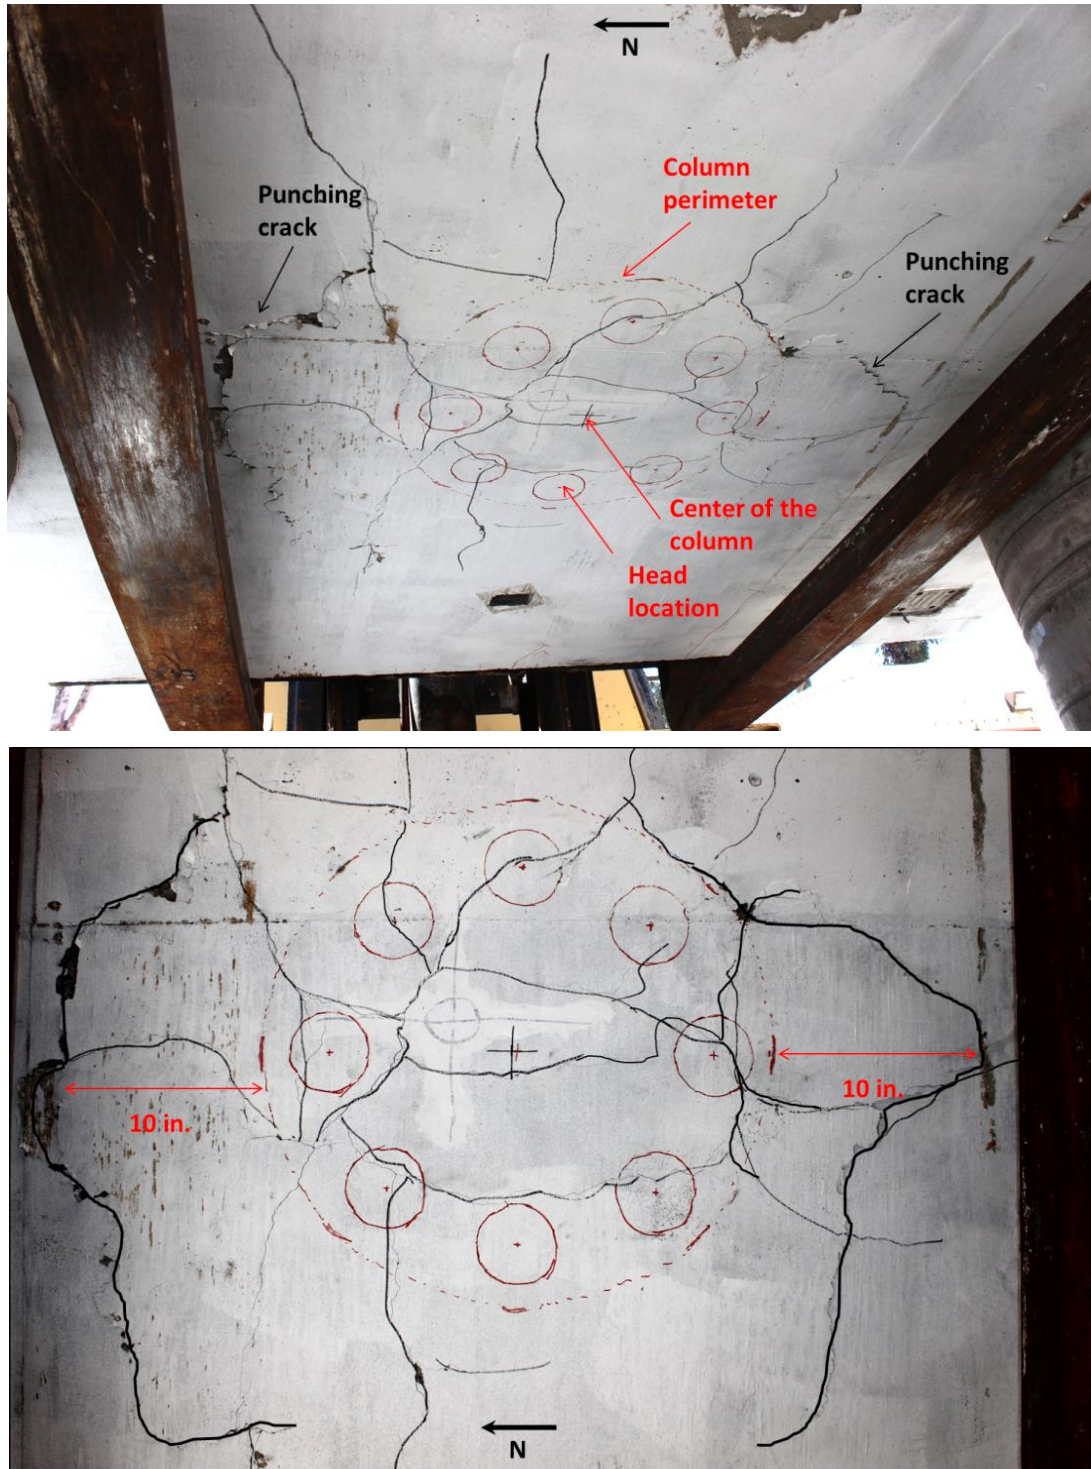 N
Column
perimeter
Punching
crack
Punching
crack
Center of the
column
Head
location
10 in.
10 in.
N